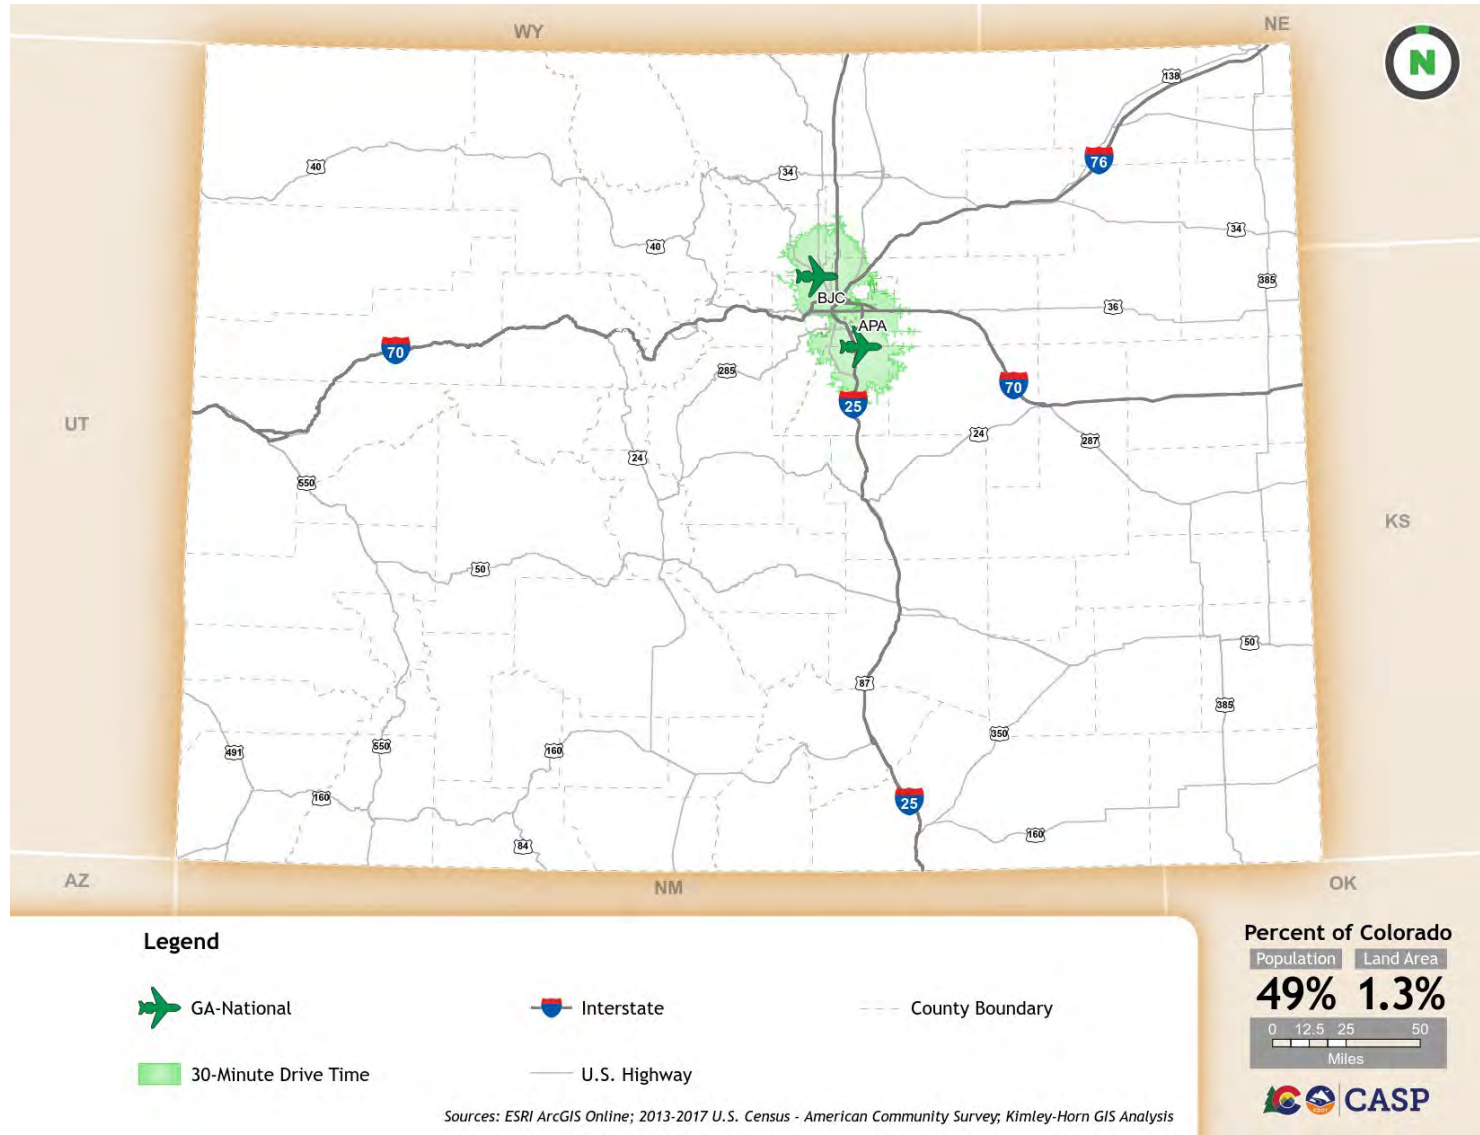 WY
NE
N
138
40
34
76
34
40
385
BJC
36
APA
70
285
70
25
UT
24
287
24
550
KS
50
50
87
385
350
491
550
160
160
25
160
84
AZ
NM
OK
Legend
GA-National
Interstate
County Boundary
30-Minute Drive Time
U.S. Highway
Sources: ESRI ArcGIS Online; 2013-2017 U.S. Census - American Community Survey; Kimley-Horn GIS Analysis
Percent of Colorado
Population Land Area
49% 1.3%
0 12.5 25 50
Miles
CASP